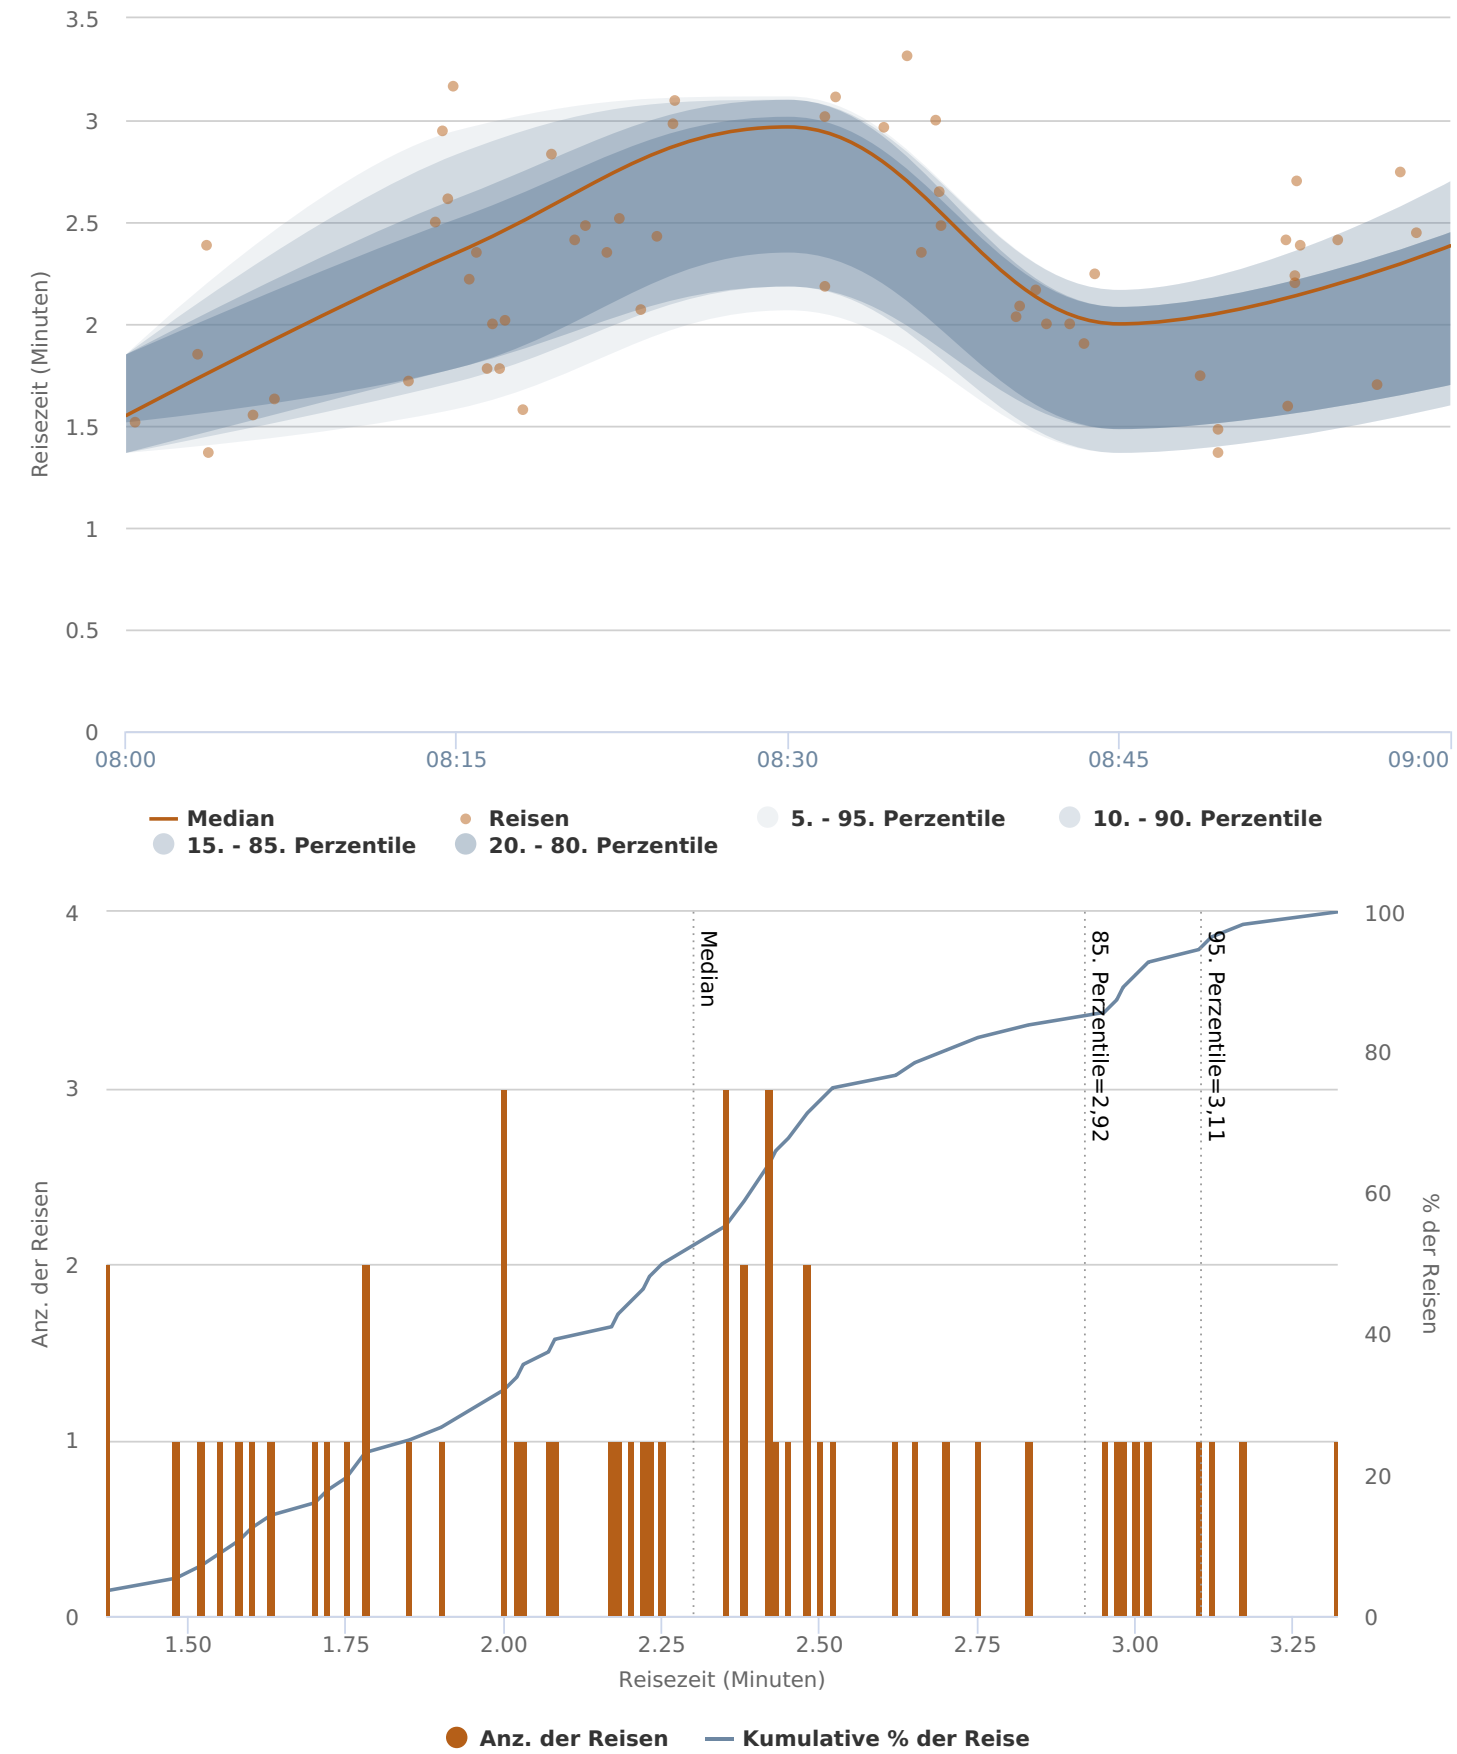 3.5
3
2.5
2
1.5
1
0.5
0
Reisezeit (Minuten)
08:00 08:15 08:30 08:45 09:00
Median Reisen 5. - 95. Perzentile 10. - 90. Perzentile
15. - 85. Perzentile 20. - 80. Perzentile
4
3
2
1
0
Anz. der Reisen
Median
85. Perzentile=2,92
95. Perzentile=3,11
100
80
60
40
20
0
% der Reisen
1.50 1.75 2.00 2.25 2.50 2.75 3.00 3.25
Reisezeit (Minuten)
Anz. der Reisen Kumulative % der Reise